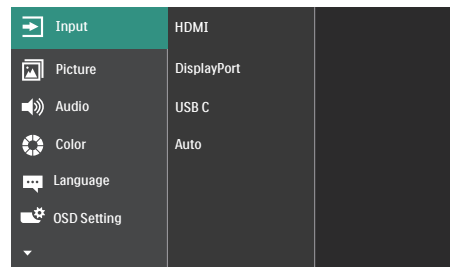 Input
Picture
Audio
Color
Language
OSD Setting
HDMI
DisplayPort
USB C
Auto